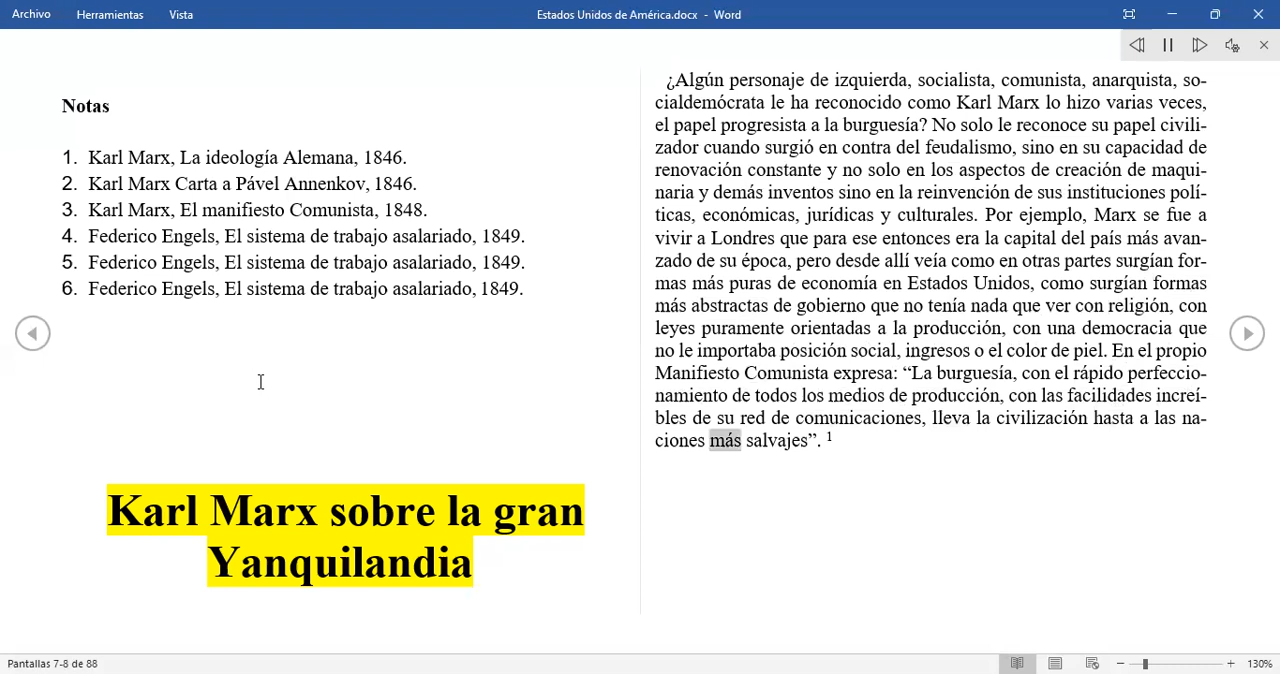 Archivo Herramientas Vista Estados Unidos de América.docx - Word
Notas
1. Karl Marx, La ideología Alemana, 1846.
2. Karl Marx Carta a Pável Annenkov, 1846.
3. Karl Marx, El manifiesto Comunista, 1848.
4. Federico Engels, El sistema de trabajo asalariado, 1849.
5. Federico Engels, El sistema de trabajo asalariado, 1849.
6. Federico Engels, El sistema de trabajo asalariado, 1849.
Karl Marx sobre la gran
Yanquilandia
¿Algún personaje de izquierda, socialista, comunista, anarquista, so-
cialdemócrata le ha reconocido como Karl Marx lo hizo varias veces,
el papel progresista a la burguesía? No solo le reconoce su papel civili-
zador cuando surgió en contra del feudalismo, sino en su capacidad de
renovación constante y no solo en los aspectos de creación de maqui-
naria y demás inventos sino en la reinvención de sus instituciones polí-
ticas, económicas, jurídicas y culturales. Por ejemplo, Marx se fue a
vivir a Londres que para ese entonces era la capital del país más avan-
zado de su época, pero desde allí veía como en otras partes surgían for-
mas más puras de economía en Estados Unidos, como surgían formas
más abstractas de gobierno que no tenía nada que ver con religión, con
leyes puramente orientadas a la producción, con una democracia que
no le importaba posición social, ingresos o el color de piel. En el propio
Manifiesto Comunista expresa: “La burguesía, con el rápido perfeccio-
namiento de todos los medios de producción, con las facilidades increí-
bles de su red de comunicaciones, lleva la civilización hasta a las na-
ciones más salvajes”. 1
Pantallas 7-8 de 88 130%